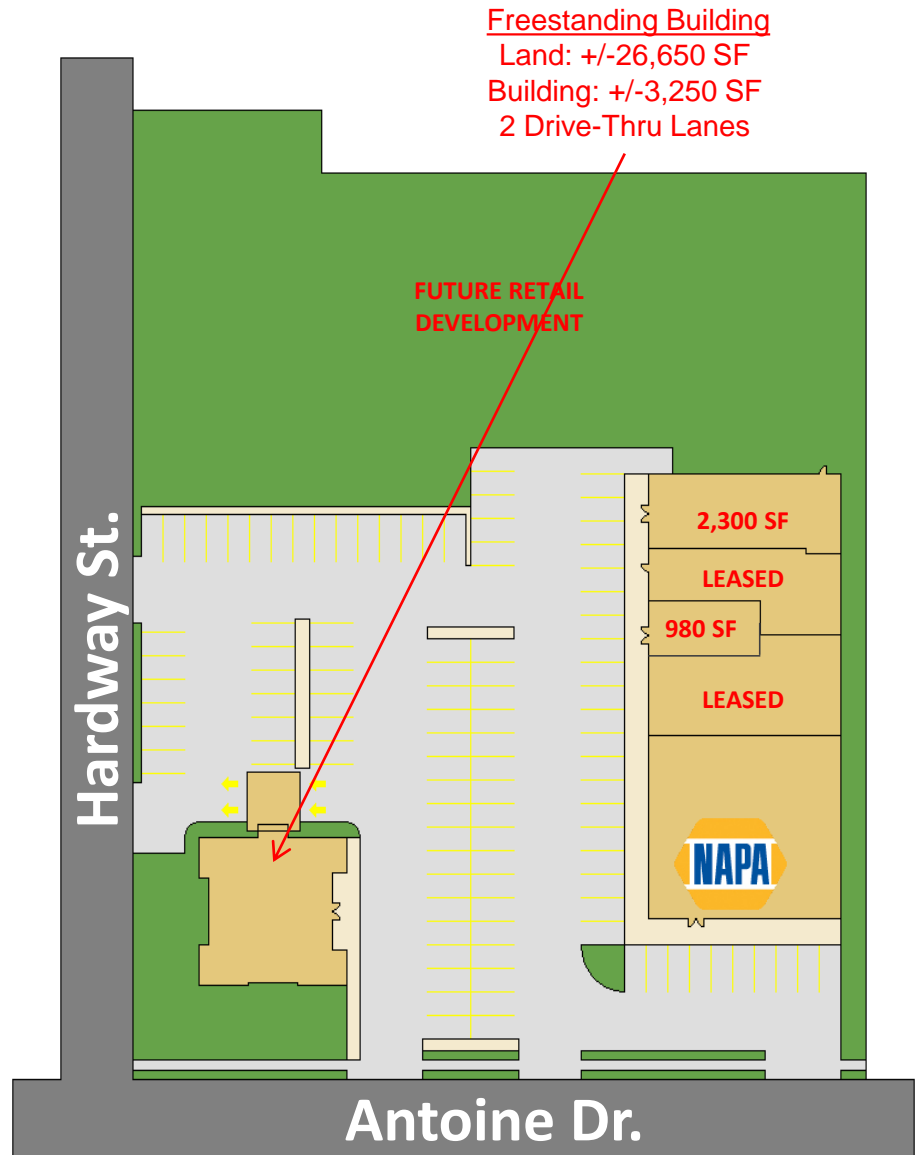 Freestanding Building
Land: +/-26,650 SF
Building: +/-3,250 SF
2 Drive-Thru Lanes
FUTURE RETAIL
DEVELOPMENT
Hardway St.
2,300 SF
LEASED
980 SF
LEASED
NAPA
Antoine Dr.